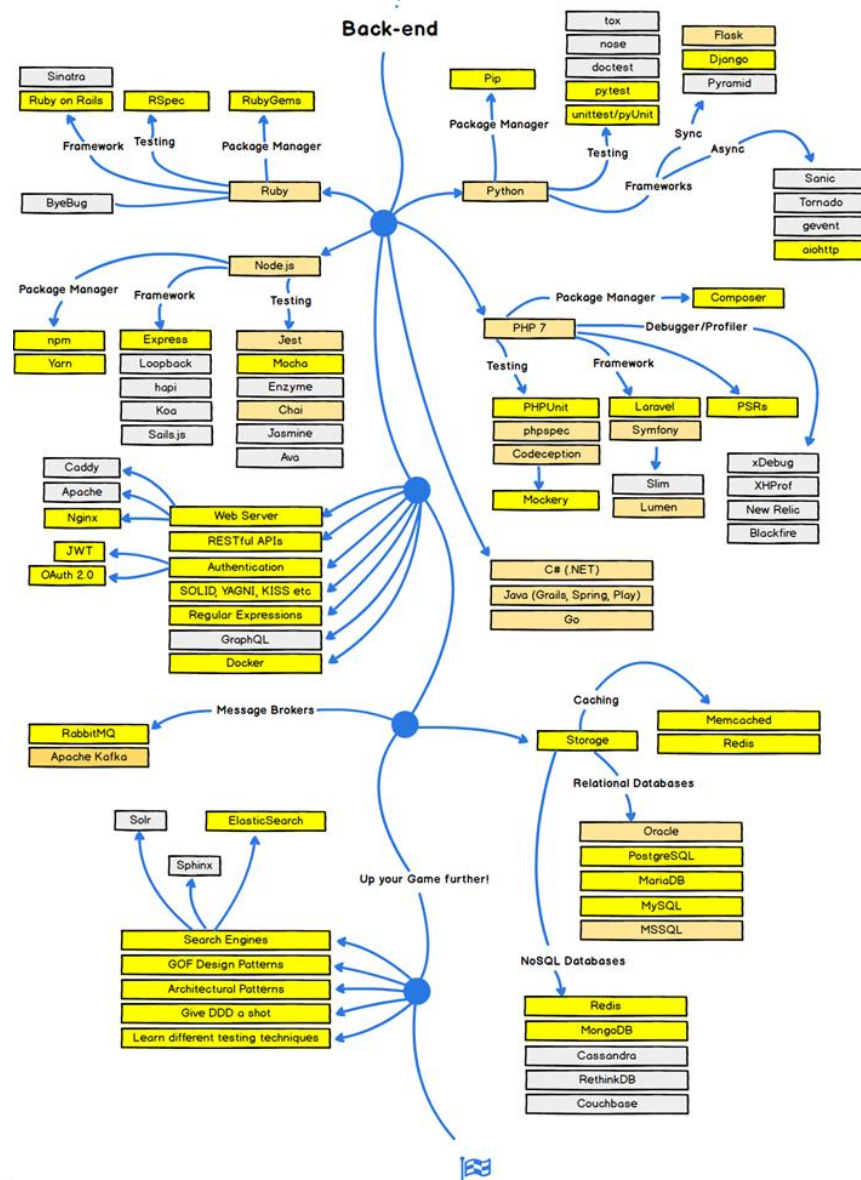 Back-end
Sinatra
Ruby on Rails
RSpec
RubyGems
Framework
Testing
Package Manager
Ruby
ByeBug
Pip
Package Manager
Python
tox
nose
doctest
pytest
unittest/pyUnit
Testing
Flask
Django
Pyramid
Sync
Async
Frameworks
Sanic
Tornado
gevent
aiohttp
Node.js
Package Manager
Framework
Testing
npm
Yarn
Express
Loopback
hapi
Koa
Sails.js
Jest
Mocha
Enzyme
Chai
Jasmine
Ava
PHP 7
Package Manager
Composer
Debugger/Profiler
Testing
Framework
PHPUnit
phpspec
Codeception
Mockery
Laravel
Symfony
Slim
Lumen
PSRs
xDebug
XHProf
New Relic
Blackfire
Caddy
Apache
Nginx
JWT
OAuth 2.0
Web Server
RESTful APIs
Authentication
SOLID, YAGNI, KISS etc
Regular Expressions
GraphQL
Docker
C# (.NET)
Java (Grails, Spring, Play)
Go
Message Brokers
RabbitMQ
Apache Kafka
Storage
Caching
Memcached
Redis
Relational Databases
Oracle
PostgreSQL
MariaDB
MySQL
MSSQL
NoSQL Databases
Redis
MongoDB
Cassandra
RethinkDB
Couchbase
Up your Game further!
Solr
Sphinx
ElasticSearch
Search Engines
GOF Design Patterns
Architectural Patterns
Give DDD a shot
Learn different testing techniques